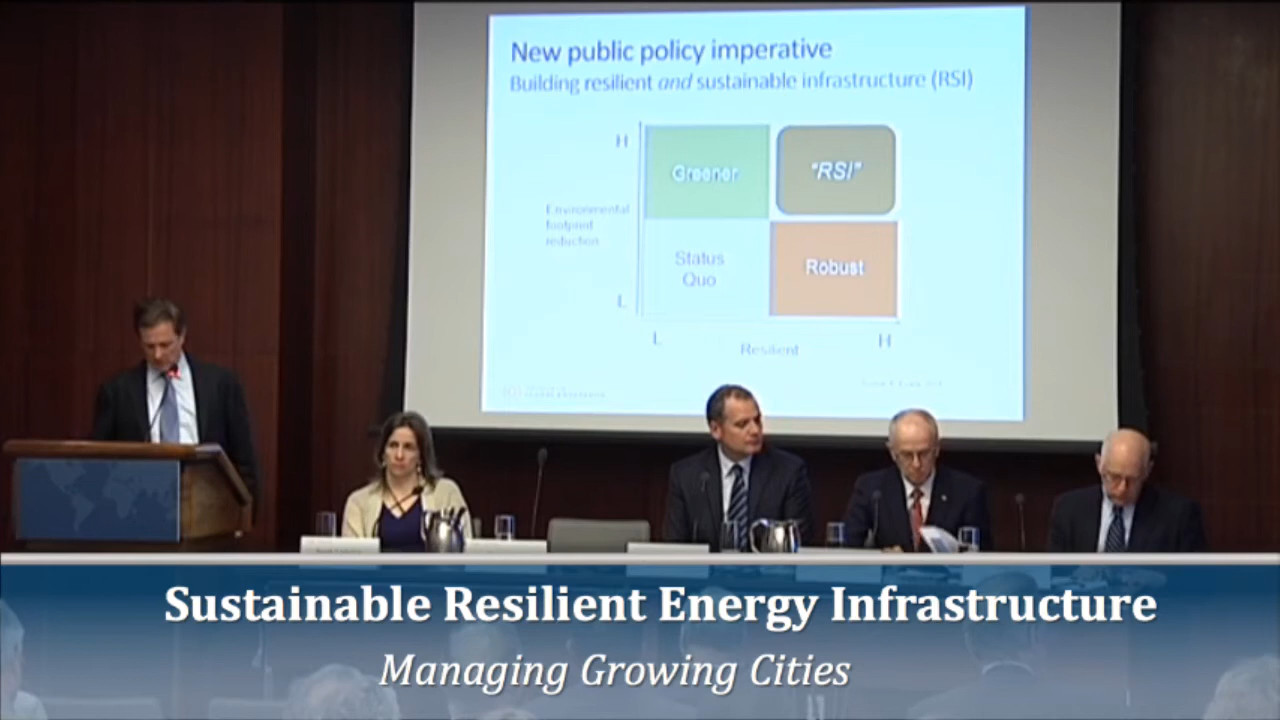 New public policy imperative
Building resilient and sustainable infrastructure (RSI)
H
Greener
"RSI"
Environmental
footprint
reduction
Status
Quo
Robust
L
L
H
Resilient
Sustainable Resilient Energy Infrastructure
Managing Growing Cities